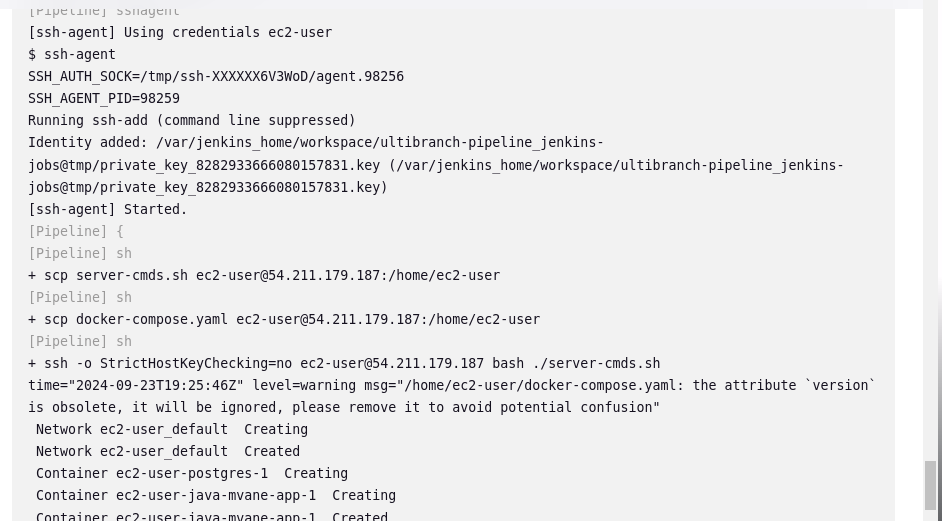 [Pipeline] sshagent
[ssh-agent] Using credentials ec2-user
$ ssh-agent
SSH_AUTH_SOCK=/tmp/ssh-XXXXXX6V3WoD/agent.98256
SSH_AGENT_PID=98259
Running ssh-add (command line suppressed)
Identity added: /var/jenkins_home/workspace/ultibranch-pipeline_jenkins-
jobs@tmp/private_key_8282933666080157831.key (/var/jenkins_home/workspace/ultibranch-pipeline_jenkins-
jobs@tmp/private_key_8282933666080157831.key)
[ssh-agent] Started.
[Pipeline] {
[Pipeline] sh
+ scp server-cmds.sh ec2-user@54.211.179.187:/home/ec2-user
[Pipeline] sh
+ scp docker-compose.yaml ec2-user@54.211.179.187:/home/ec2-user
[Pipeline] sh
+ ssh -o StrictHostKeyChecking=no ec2-user@54.211.179.187 bash ./server-cmds.sh
time="2024-09-23T19:25:46Z" level=warning msg="/home/ec2-user/docker-compose.yaml: the attribute `version`
is obsolete, it will be ignored, please remove it to avoid potential confusion"
Network ec2-user_default  Creating
Network ec2-user_default  Created
Container ec2-user-postgres-1  Creating
Container ec2-user-java-mvane-app-1  Creating
Container ec2-user-java-mvane-app-1  Created